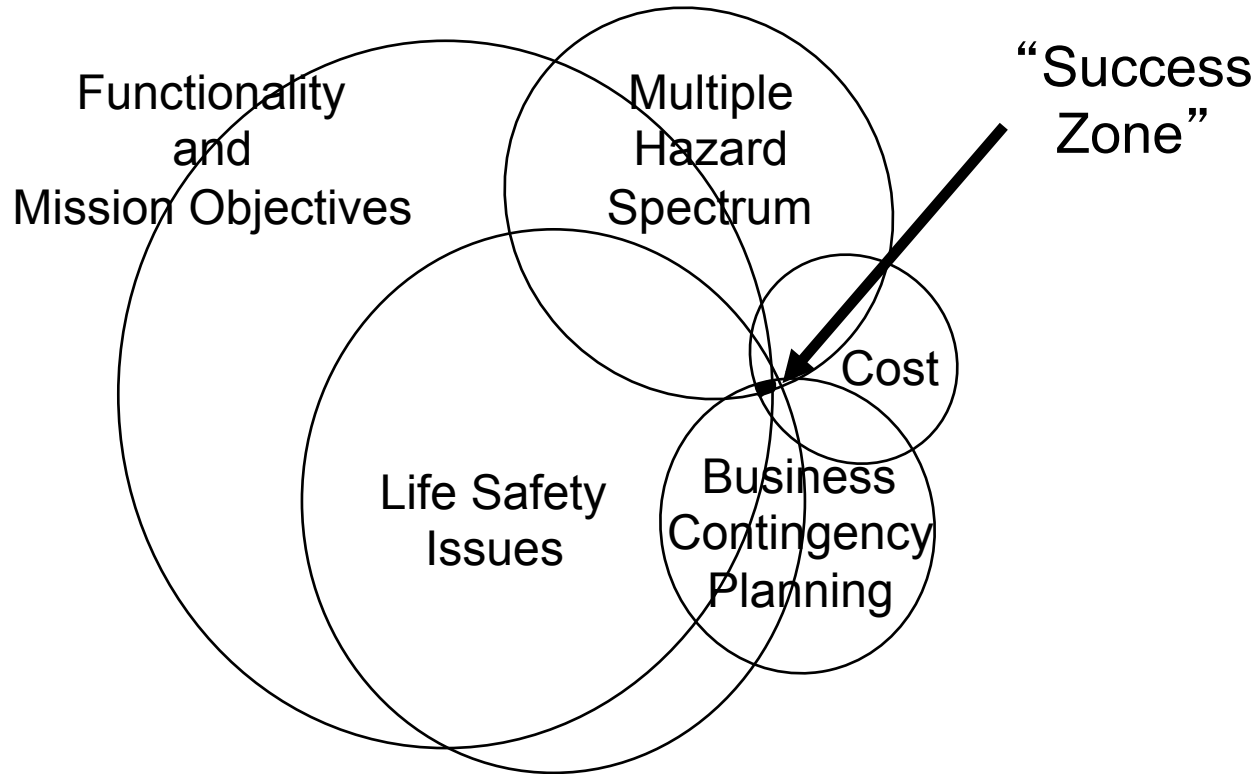 Functionality
and
Mission Objectives
Multiple
Hazard
Spectrum
“Success
Zone”
Cost
Life Safety
Issues
Business
Contingency
Planning